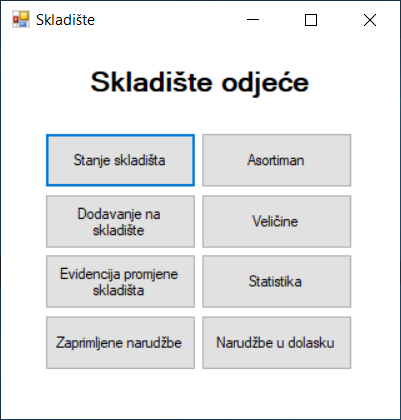 Skladište
Skladište odjeće
Stanje skladišta
Asortiman
Dodavanje na
skladište
Veličine
Evidencija promjene
skladišta
Statistika
Zaprimljene narudžbe
Narudžbe u dolasku